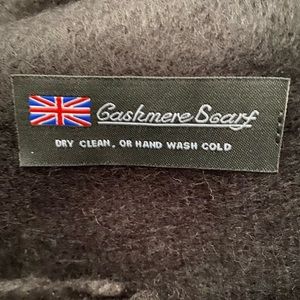 Cashmere Scarf
DRY CLEAN, OR HAND WASH COLD